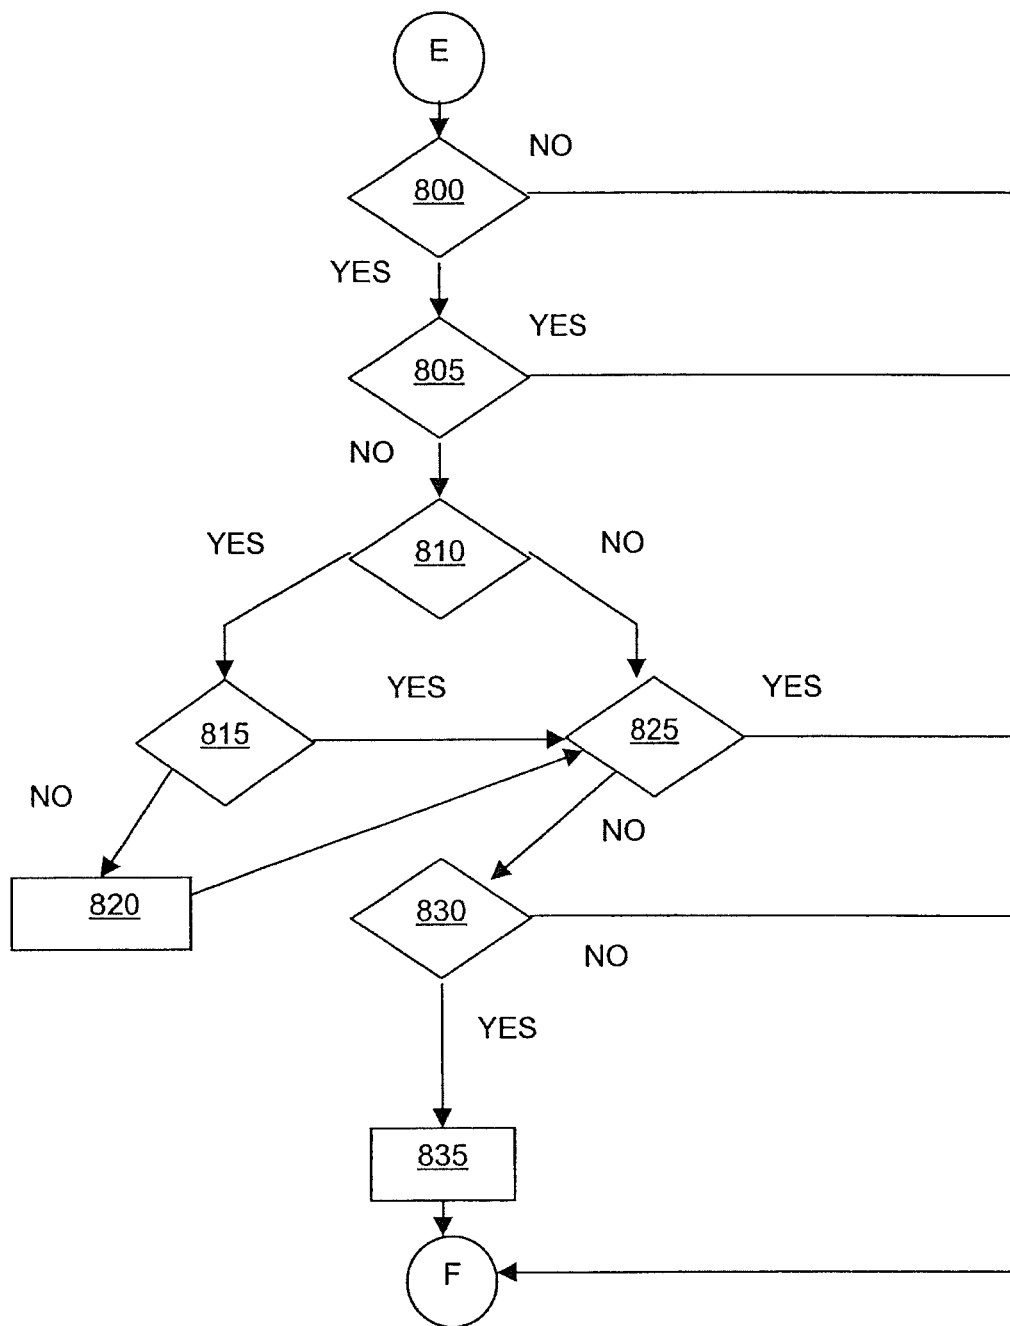 E
NO
800
YES
YES
805
NO
YES
NO
810
YES
YES
815
825
NO
NO
820
830
NO
YES
835
F